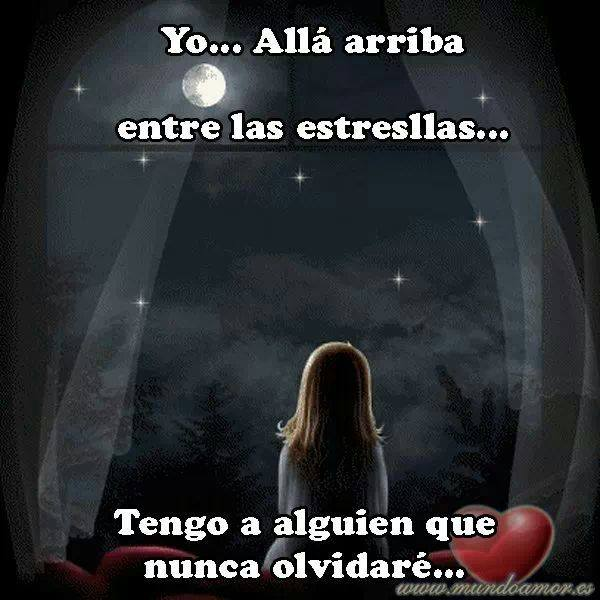 Yo... Allá arriba
entre las estresllas...
Tengo a alguien que
nunca olvidaré...
www.mundoamor.es